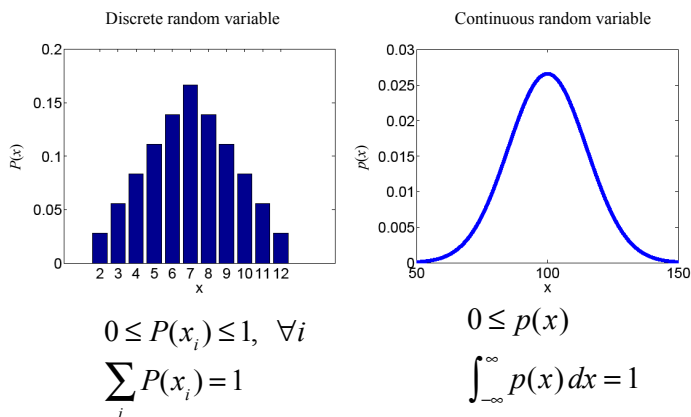 Discrete random variable
0.2
0.15
0.1
0.05
0
P(x)
2 3 4 5 6 7 8 9 10 11 12
x
0 ≤ P(x_i) ≤ 1, ∀i
∑_i P(x_i) = 1
Continuous random variable
0.03
0.025
0.02
0.015
0.01
0.005
0
p(x)
50 100 150
x
0 ≤ p(x)
∫_{-∞}^{∞} p(x) dx = 1